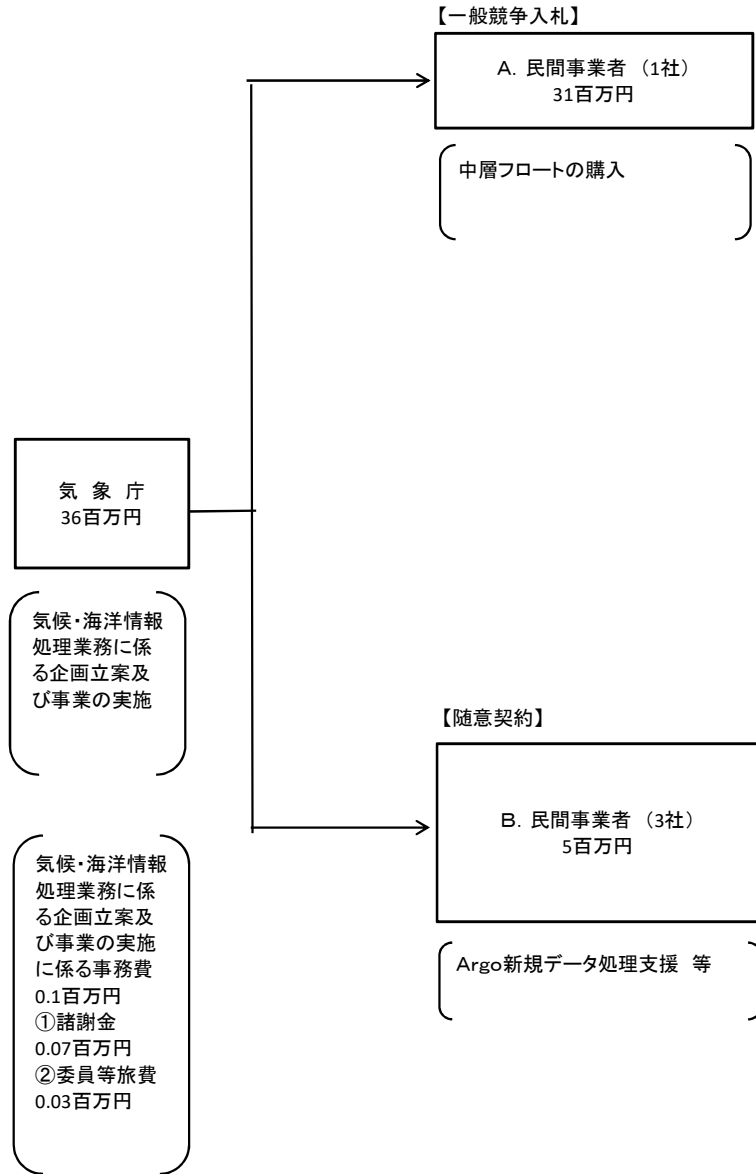 【一般競争入札】
A. 民間事業者 (1社)
31百万円
中層フロートの購入
気 象 庁
36百万円
気候・海洋情報
処理業務に係
る企画立案及
び事業の実施
【随意契約】
B. 民間事業者 (3社)
5百万円
Argo新規データ処理支援 等
気候・海洋情報
処理業務に係
る企画立案及
び事業の実施
に係る事務費
0.1百万円
①諸謝金
0.07百万円
②委員等旅費
0.03百万円